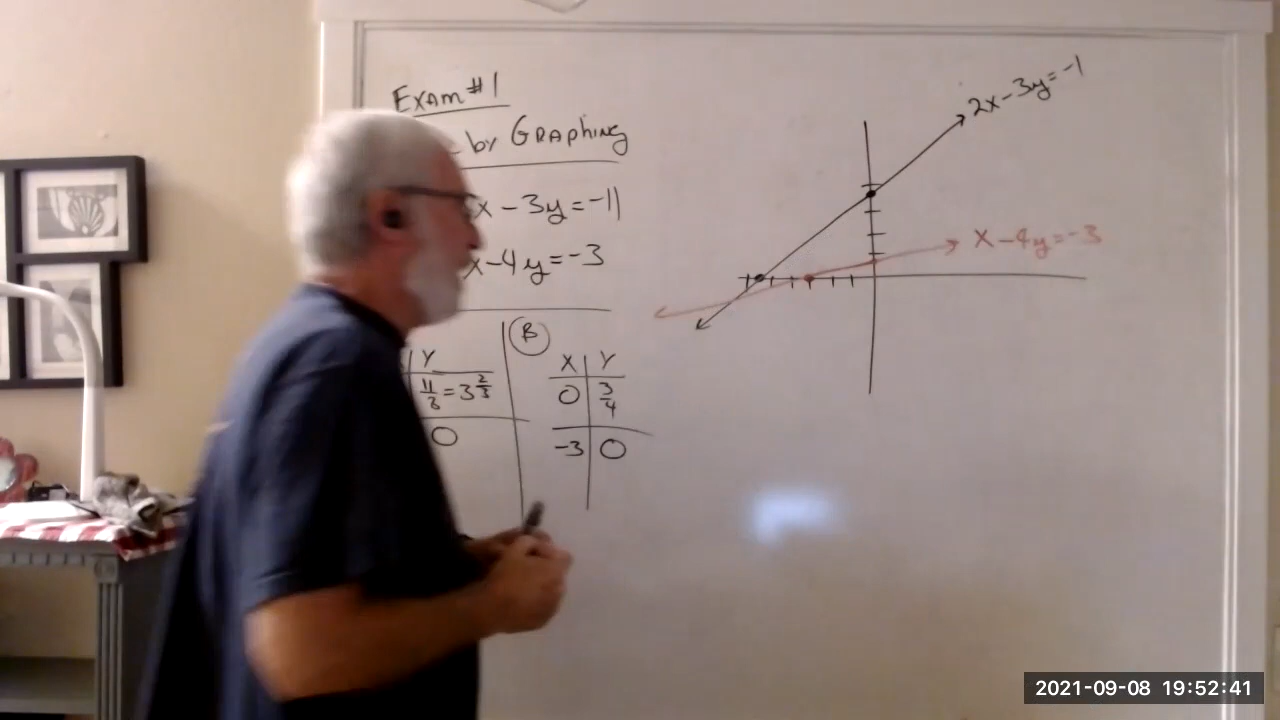 EXAM #1
by GRAPHING
x - 3y = -11
x - 4y = -3
Y
11/3 = 3 2/3
0
B
X Y
0 3/4
-3 0
2x - 3y = -1
X - 4y = -3
2021-09-08 19:52:41